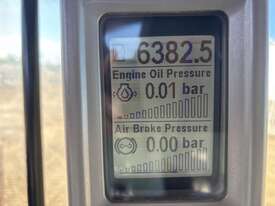 6382.5
Engine Oil Pressure
0.01 bar
Air Brake Pressure
0.00 bar